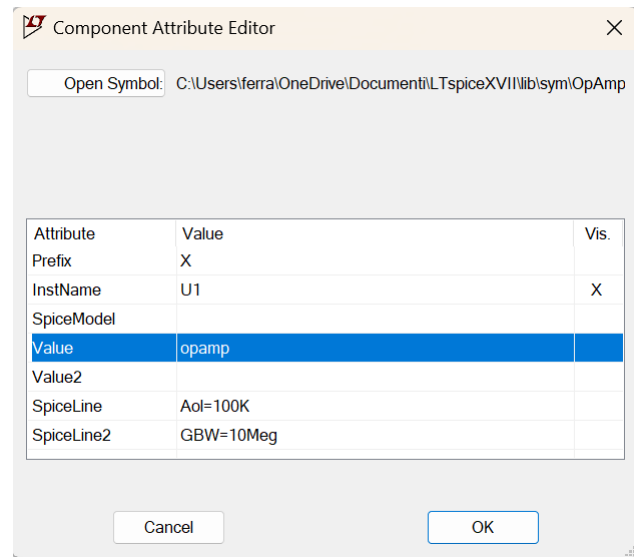 LT Component Attribute Editor
Open Symbol: C:\Users\ferra\OneDrive\Documenti\LTspiceXVII\lib\sym\OpAmp
Attribute Value Vis.
Prefix X
InstName U1 X
SpiceModel
Value opamp
Value2
SpiceLine Aol=100K
SpiceLine2 GBW=10Meg
Cancel OK